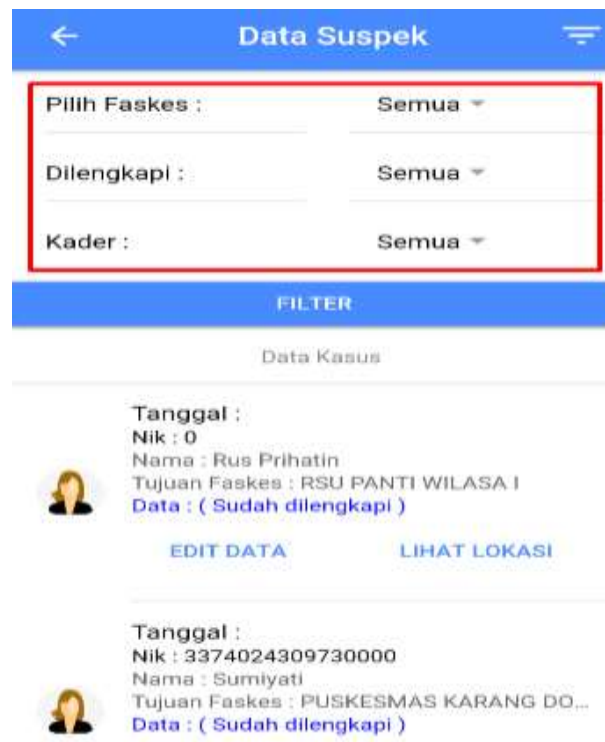 Data Suspek
Pilih Faskes : Semua
Dilengkapi : Semua
Kader : Semua
FILTER
Data Kasus
Tanggal :
Nik : 0
Nama : Rus Prihatin
Tujuan Faskes : RSU PANTI WILASA I
Data : ( Sudah dilengkapi )
EDIT DATA LIHAT LOKASI
Tanggal :
Nik : 3374024309730000
Nama : Sumiyati
Tujuan Faskes : PUSKESMAS KARANG DO...
Data : ( Sudah dilengkapi )